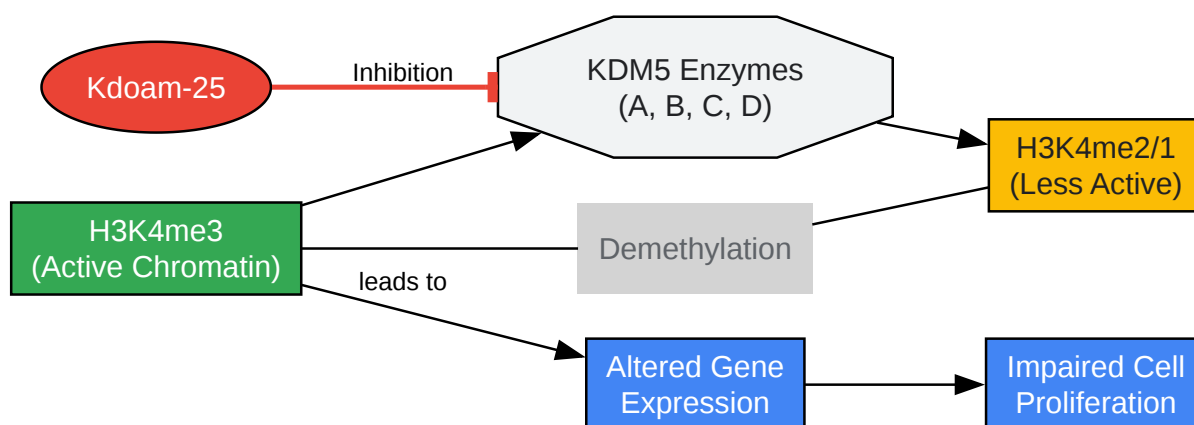 Kdoam-25
Inhibition
KDM5 Enzymes
(A, B, C, D)
H3K4me2/1
(Less Active)
H3K4me3
(Active Chromatin)
Demethylation
leads to
Altered Gene
Expression
Impaired Cell
Proliferation